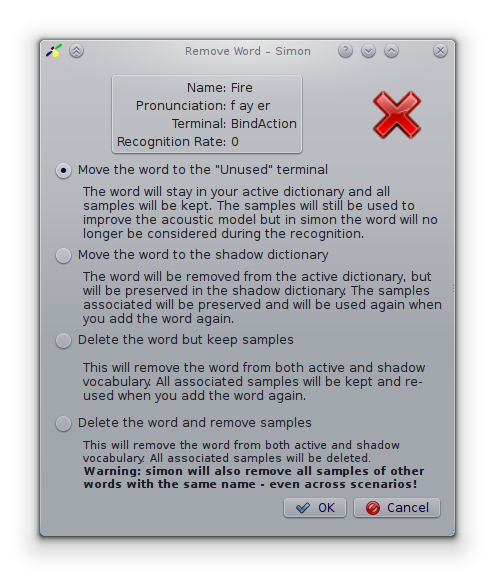 Remove Word – Simon
Name: Fire
Pronunciation: f ay er
Terminal: BindAction
Recognition Rate: 0
Move the word to the "Unused" terminal
The word will stay in your active dictionary and all
samples will be kept. The samples will still be used to
improve the acoustic model but in simon the word will no
longer be considered during the recognition.
Move the word to the shadow dictionary
The word will be removed from the active dictionary, but
will be preserved in the shadow dictionary. The samples
associated will be preserved and will be used again when
you add the word again.
Delete the word but keep samples
This will remove the word from both active and shadow
vocabulary. All associated samples will be kept and re-
used when you add the word again.
Delete the word and remove samples
This will remove the word from both active and shadow
vocabulary. All associated samples will be deleted.
Warning: simon will also remove all samples of other
words with the same name - even across scenarios!
OK Cancel